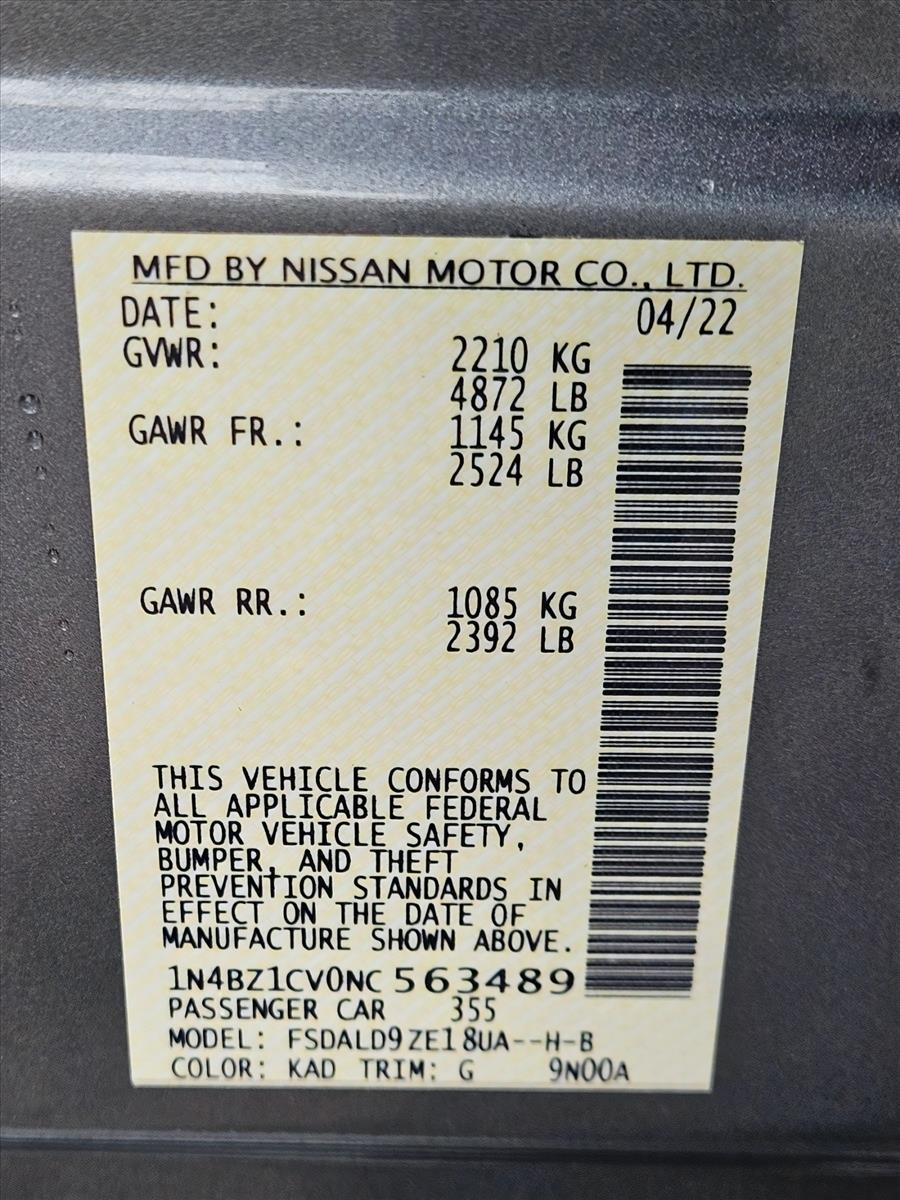 MFD BY NISSAN MOTOR CO., LTD.
DATE: 04/22
GVWR: 2210 KG
4872 LB
GAWR FR.: 1145 KG
2524 LB
GAWR RR.: 1085 KG
2392 LB
THIS VEHICLE CONFORMS TO
ALL APPLICABLE FEDERAL
MOTOR VEHICLE SAFETY,
BUMPER, AND THEFT
PREVENTION STANDARDS IN
EFFECT ON THE DATE OF
MANUFACTURE SHOWN ABOVE.
1N4BZ1CV0NC563489
PASSENGER CAR 355
MODEL: FSDALD9ZE18UA--H-B
COLOR: KAD TRIM: G 9N00A